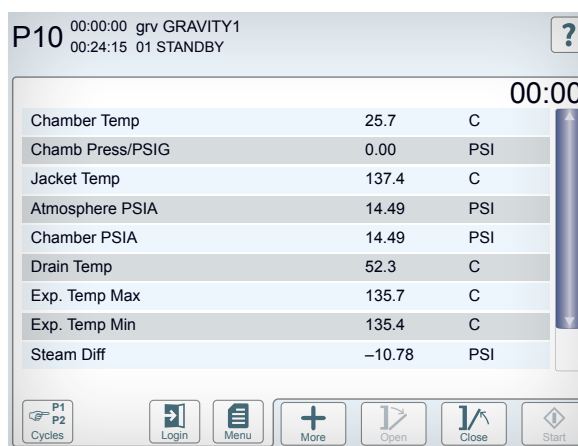 P10 00:00:00 grv GRAVITY1
00:24:15 01 STANDBY
?
00:00
Chamber Temp 25.7 C
Chamb Press/PSIG 0.00 PSI
Jacket Temp 137.4 C
Atmosphere PSIA 14.49 PSI
Chamber PSIA 14.49 PSI
Drain Temp 52.3 C
Exp. Temp Max 135.7 C
Exp. Temp Min 135.4 C
Steam Diff –10.78 PSI
P1
P2
Cycles Login Menu More Open Close Start